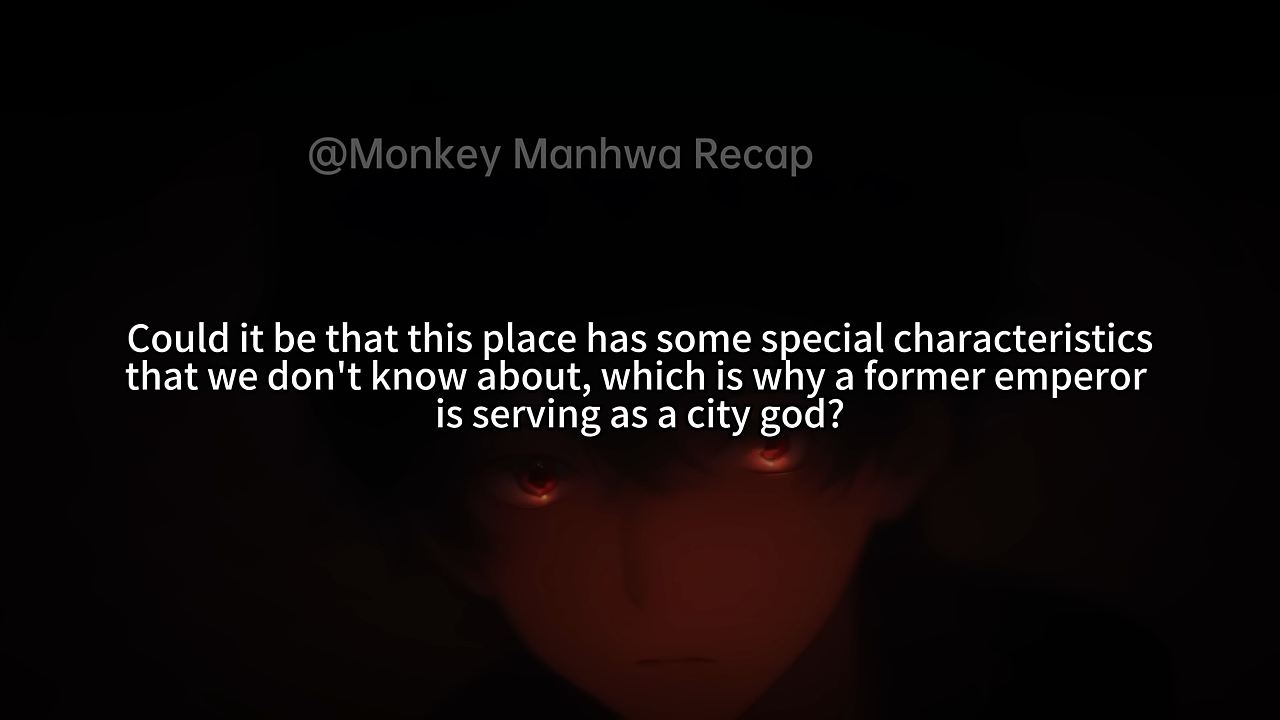 @Monkey Manhwa Recap
Could it be that this place has some special characteristics
that we don't know about, which is why a former emperor
is serving as a city god?